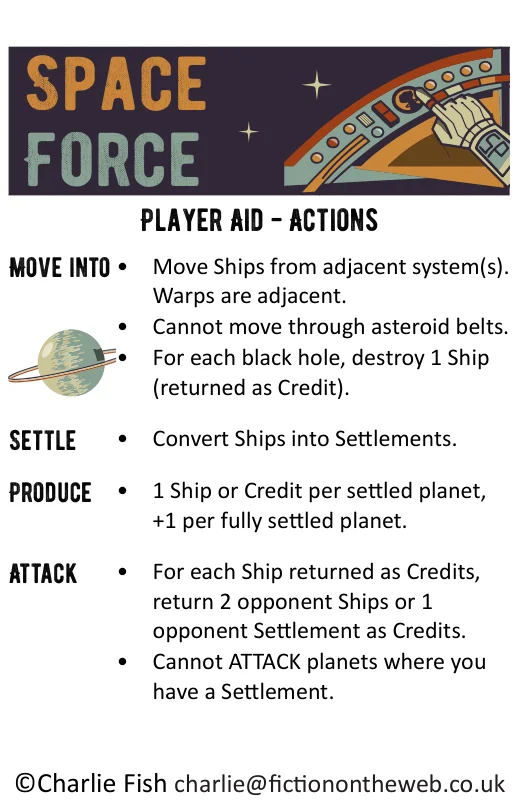 SPACE
FORCE
SP
PLAYER AID – ACTIONS
MOVE INTO • Move Ships from adjacent system(s).
Warps are adjacent.
• Cannot move through asteroid belts.
• For each black hole, destroy 1 Ship
(returned as Credit).
SETTLE • Convert Ships into Settlements.
PRODUCE • 1 Ship or Credit per settled planet,
+1 per fully settled planet.
ATTACK • For each Ship returned as Credits,
return 2 opponent Ships or 1
opponent Settlement as Credits.
• Cannot ATTACK planets where you
have a Settlement.
©Charlie Fish charlie@fictionontheweb.co.uk